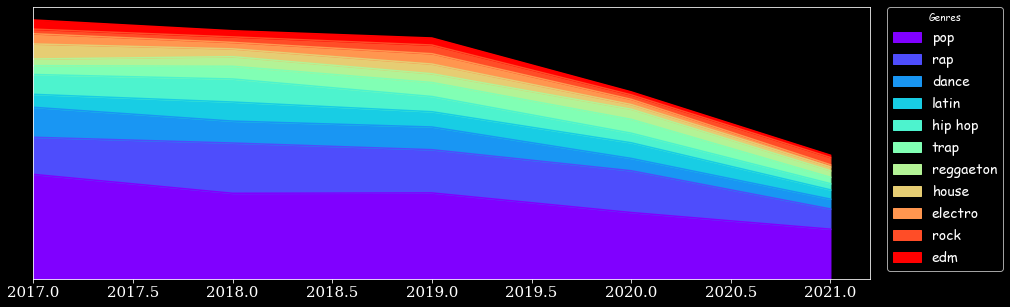 Genres
pop
rap
dance
latin
hip hop
trap
reggaeton
house
electro
rock
edm
2017.0 2017.5 2018.0 2018.5 2019.0 2019.5 2020.0 2020.5 2021.0